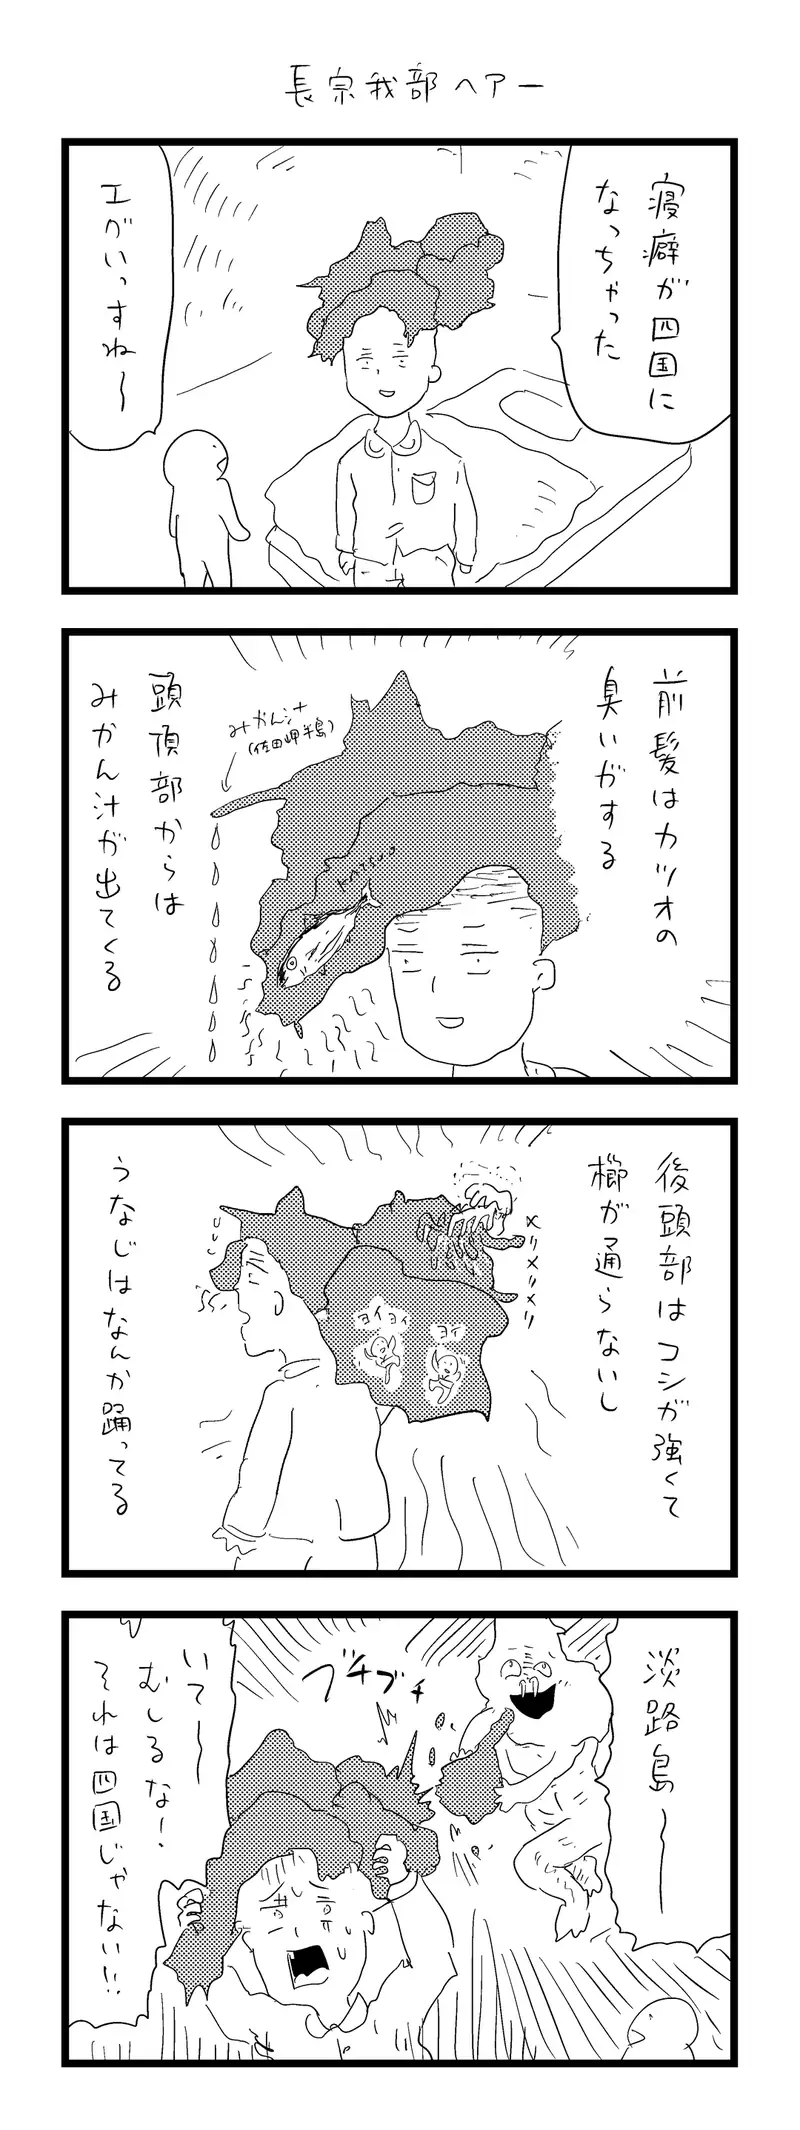 長宗我部ヘアー
寝癖が四国に
なっちゃった
エグいっすね〜
前髪はカツオの
臭いがする
KATSUO
みかん汁
(佐田岬半島)
頭頂部からは
みかん汁が出てくる
後頭部はコシが強くて
櫛が通らないし
メリメリメリ
ヨイヨイ
ヨイ
うなじはなんか踊ってる
淡路島〜
ブチブチ
いて〜
むしるな!
それは四国じゃない!!